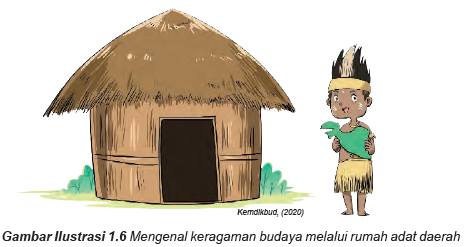 Kemdikbud, (2020)
Gambar Ilustrasi 1.6 Mengenal keragaman budaya melalui rumah adat daerah